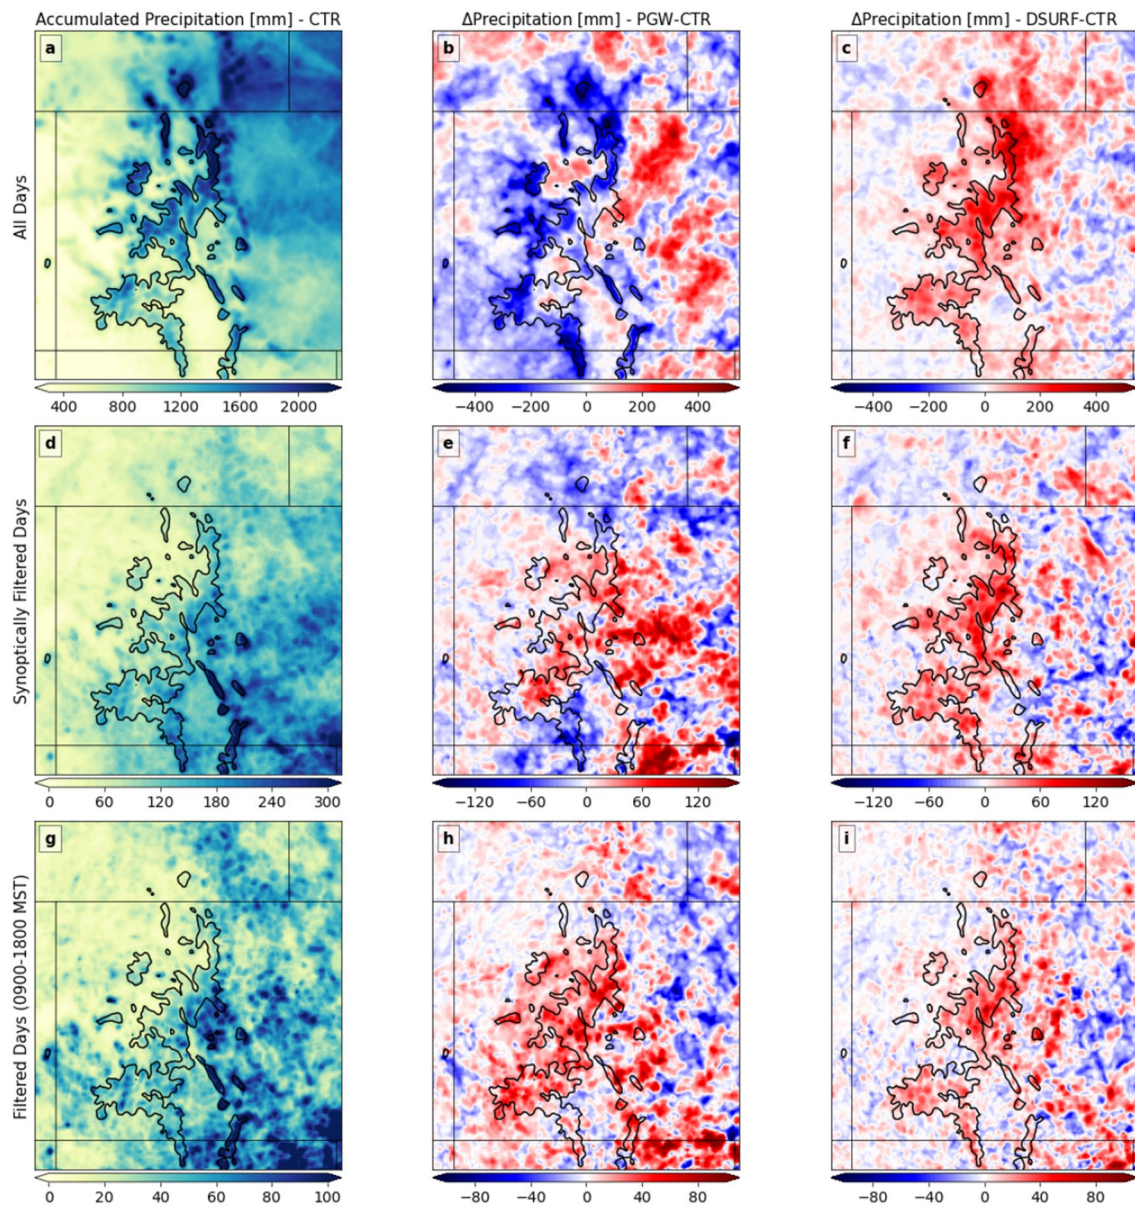 Accumulated Precipitation [mm] - CTR
ΔPrecipitation [mm] - PGW-CTR
ΔPrecipitation [mm] - DSURF-CTR
All Days
a
b
c
400 800 1200 1600 2000
−400 −200 0 200 400
−400 −200 0 200 400
Synoptically Filtered Days
d
e
f
0 60 120 180 240 300
−120 −60 0 60 120
−120 −60 0 60 120
Filtered Days (0900-1800 MST)
g
h
i
0 20 40 60 80 100
−80 −40 0 40 80
−80 −40 0 40 80